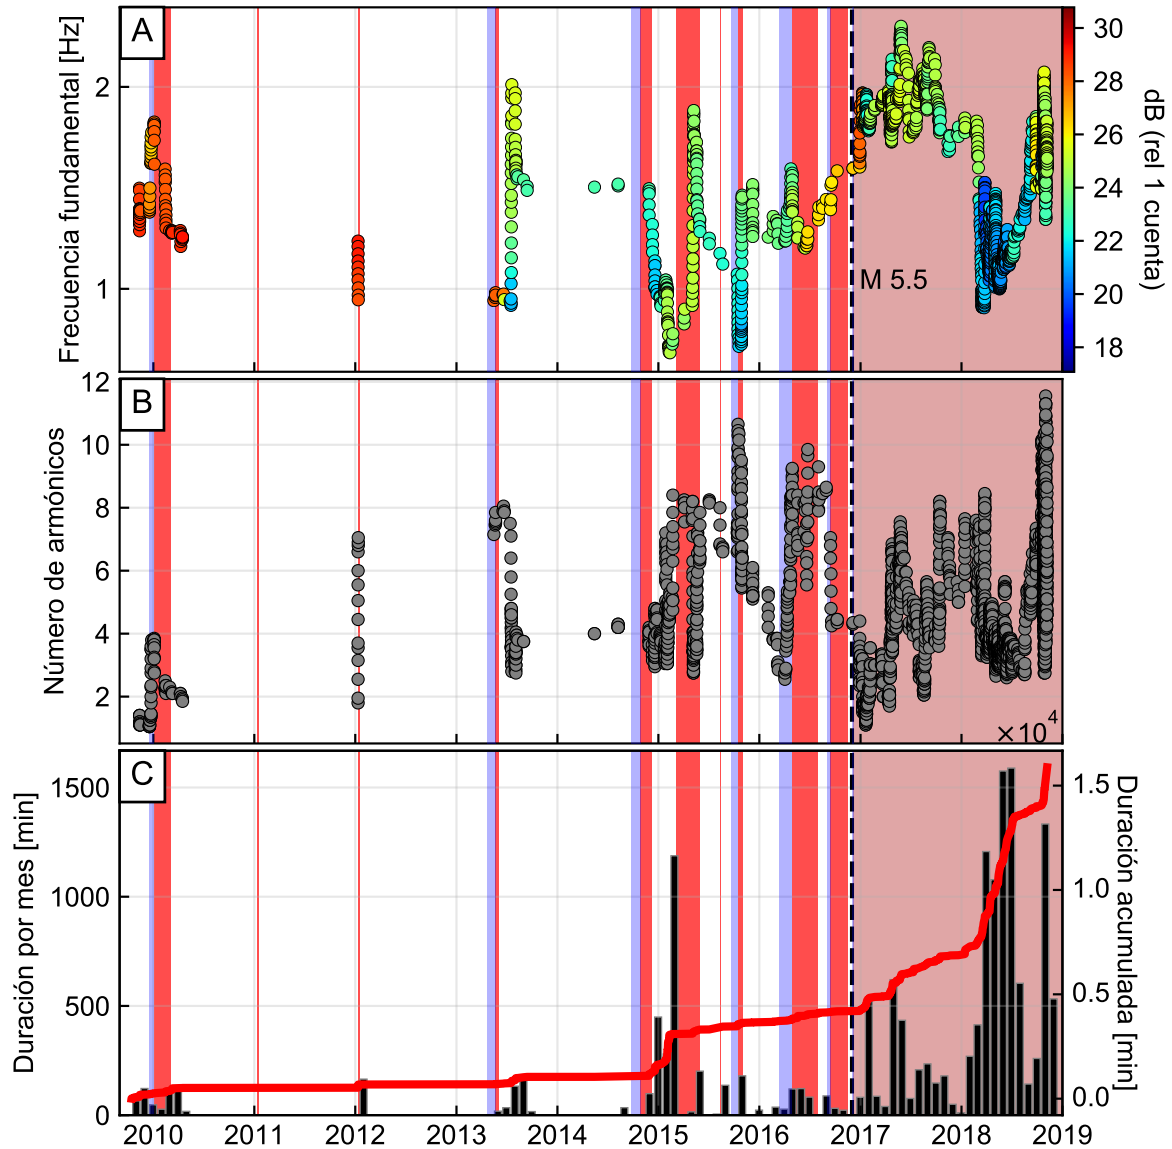 A
Frecuencia fundamental [Hz]
2
1
M 5.5
30
28
26
24
22
20
18
dB (rel 1 cuenta)
B
Número de armónicos
12
10
8
6
4
2
×10⁴
C
Duración por mes [min]
1500
1000
500
0
1.5
1.0
0.5
0.0
Duración acumulada [min]
2010 2011 2012 2013 2014 2015 2016 2017 2018 2019